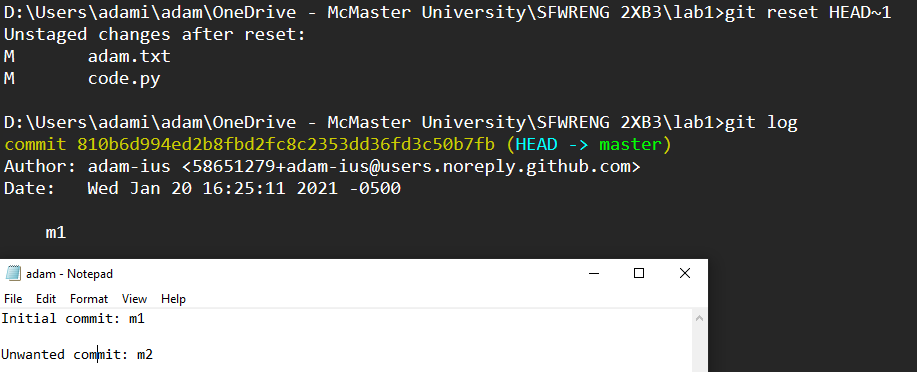 D:\Users\adami\adam\OneDrive - McMaster University\SFWRENG 2XB3\lab1>git reset HEAD~1
Unstaged changes after reset:
M       adam.txt
M       code.py
D:\Users\adami\adam\OneDrive - McMaster University\SFWRENG 2XB3\lab1>git log
commit 810b6d994ed2b8fbd2fc8c2353dd36fd3c50b7fb (HEAD -> master)
Author: adam-ius <58651279+adam-ius@users.noreply.github.com>
Date:   Wed Jan 20 16:25:11 2021 -0500
    m1
adam - Notepad
File Edit Format View Help
Initial commit: m1
Unwanted commit: m2